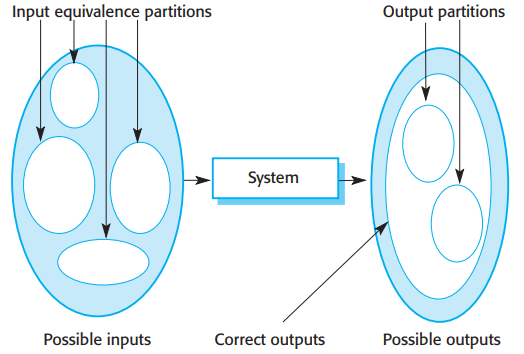 Input equivalence partitions
Output partitions
System
Possible inputs
Correct outputs
Possible outputs